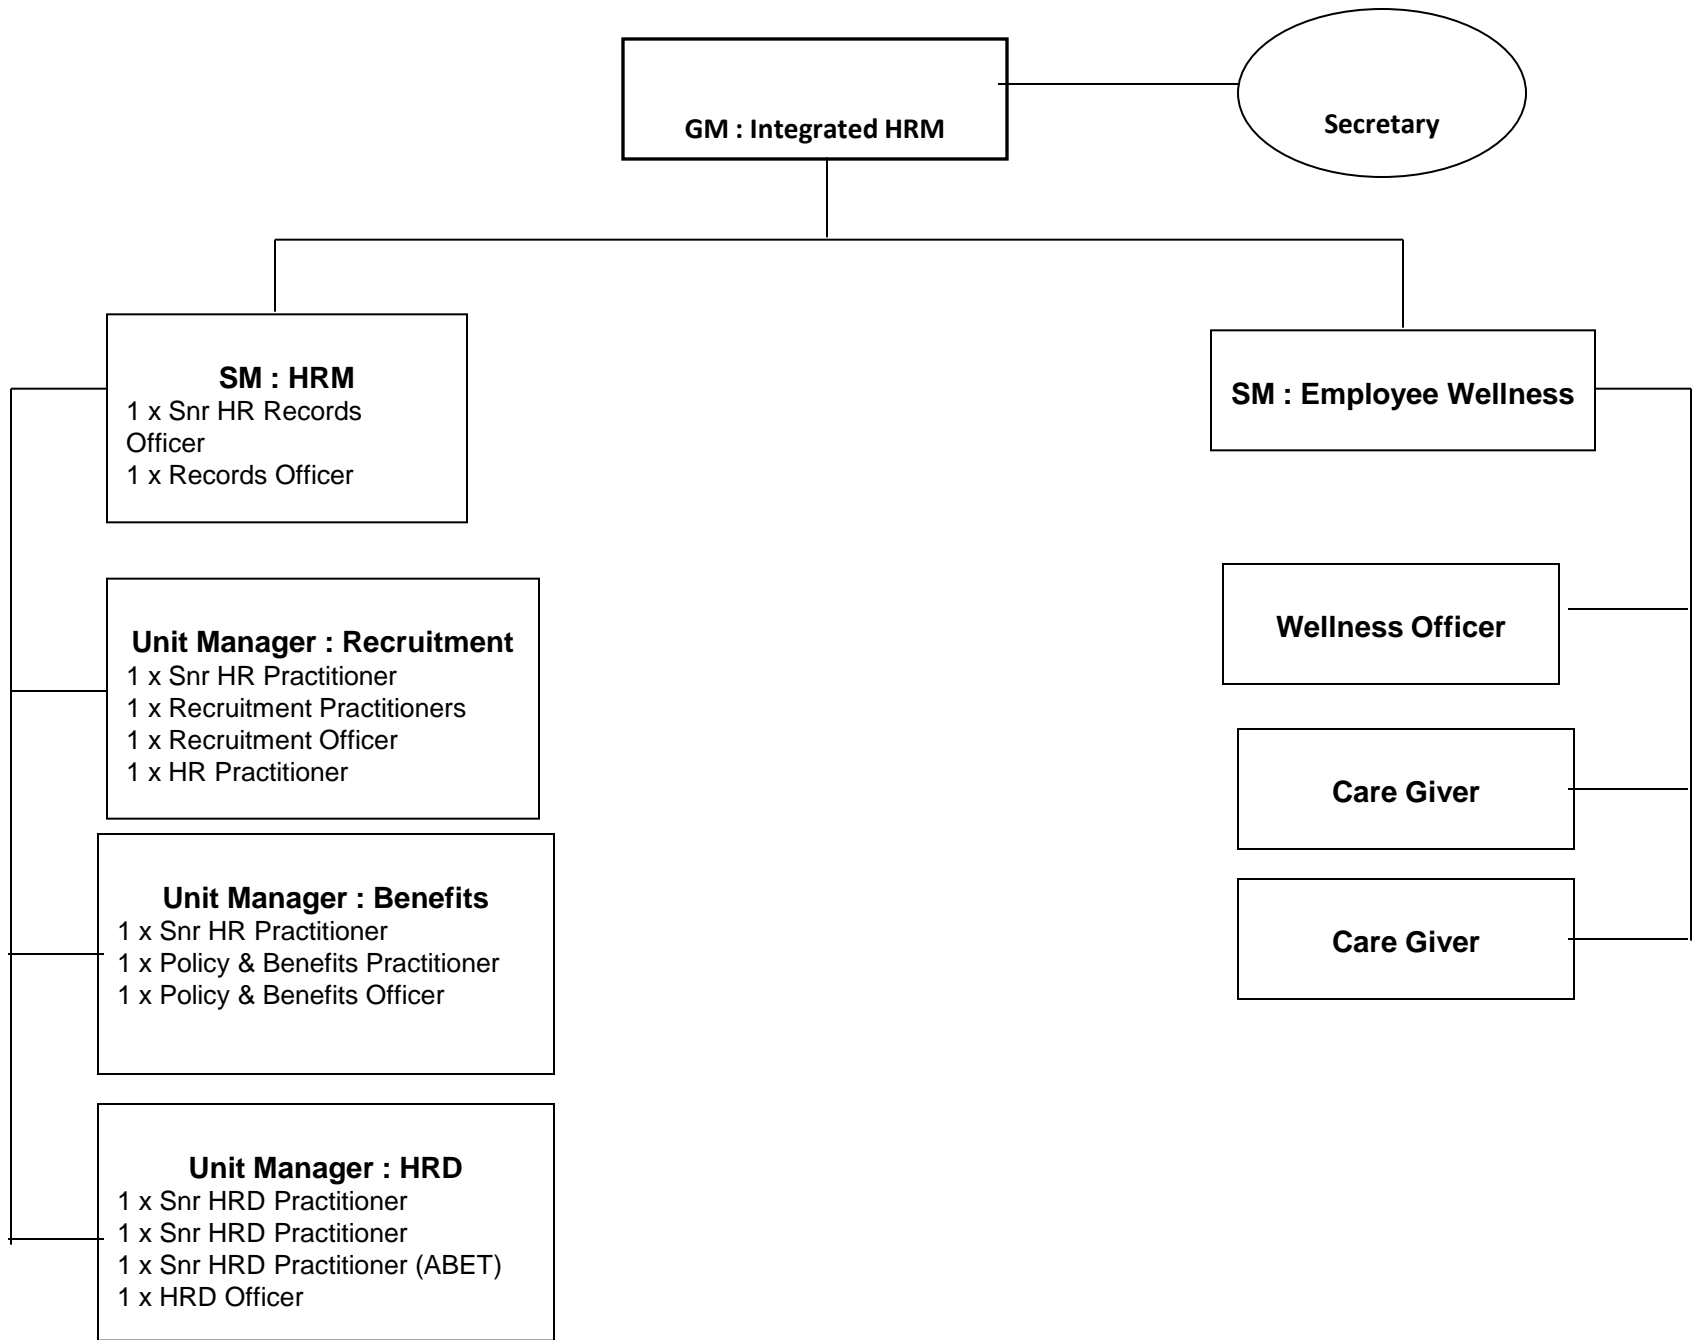 GM : Integrated HRM
Secretary
SM : HRM
1 x Snr HR Records
Officer
1 x Records Officer
SM : Employee Wellness
Unit Manager : Recruitment
1 x Snr HR Practitioner
1 x Recruitment Practitioners
1 x Recruitment Officer
1 x HR Practitioner
Wellness Officer
Care Giver
Unit Manager : Benefits
1 x Snr HR Practitioner
1 x Policy & Benefits Practitioner
1 x Policy & Benefits Officer
Care Giver
Unit Manager : HRD
1 x Snr HRD Practitioner
1 x Snr HRD Practitioner
1 x Snr HRD Practitioner (ABET)
1 x HRD Officer